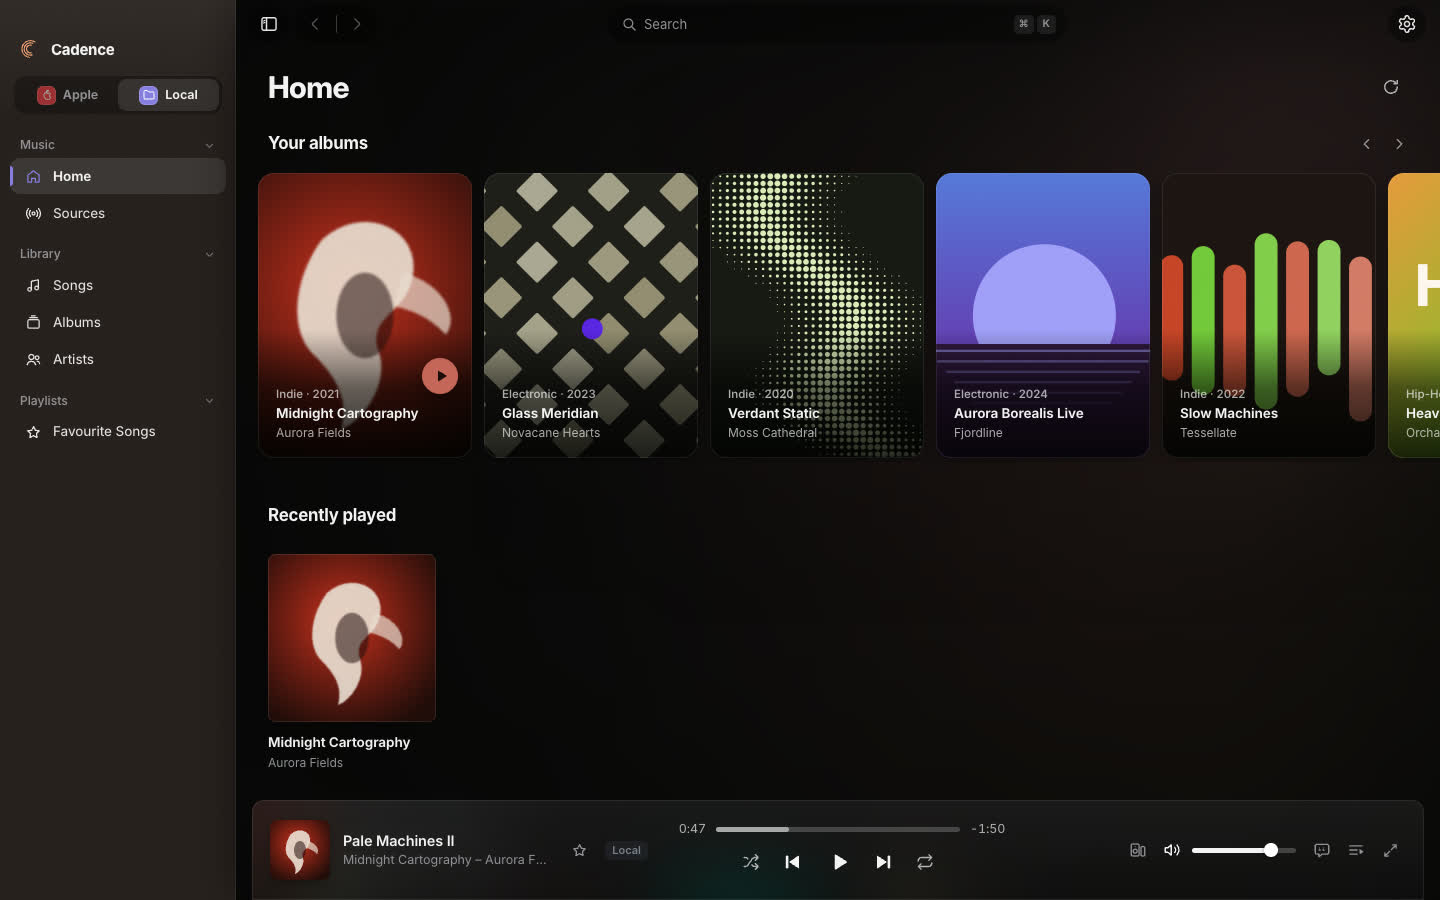 Cadence
Search
⌘ K
Apple
Local
Music
Home
Sources
Library
Songs
Albums
Artists
Playlists
Favourite Songs
Home
Your albums
Indie · 2021
Midnight Cartography
Aurora Fields
Electronic · 2023
Glass Meridian
Novacane Hearts
Indie · 2020
Verdant Static
Moss Cathedral
Electronic · 2024
Aurora Borealis Live
Fjordline
Indie · 2022
Slow Machines
Tessellate
H
Hip-H
Heav
Orcha
Recently played
Midnight Cartography
Aurora Fields
Pale Machines II
Midnight Cartography – Aurora F...
Local
0:47
-1:50